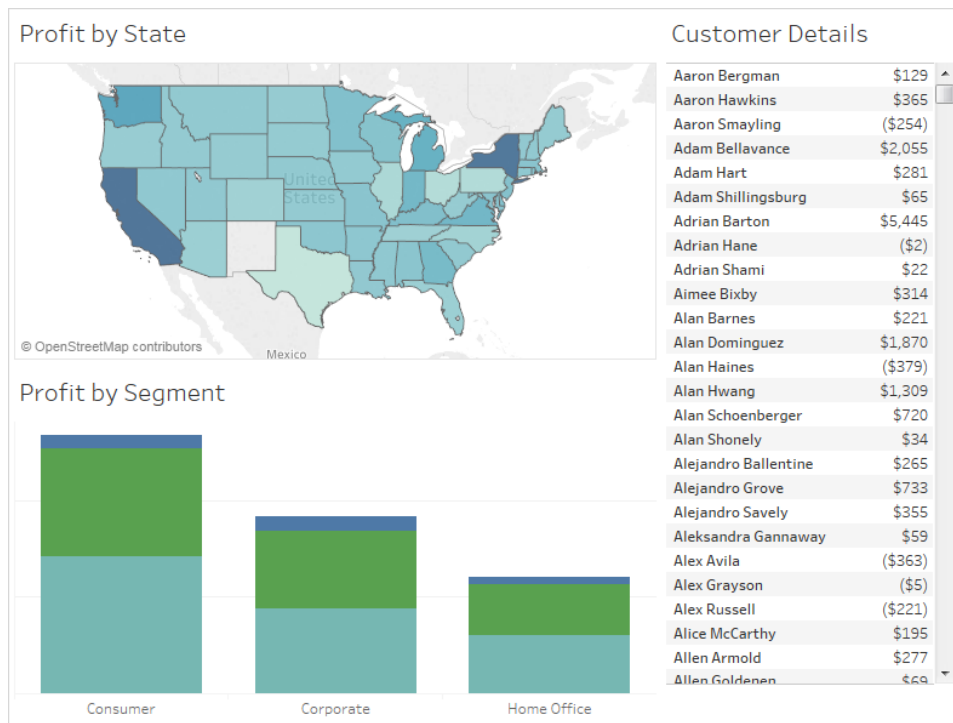 Profit by State
United
States
© OpenStreetMap contributors
Mexico
Profit by Segment
Consumer
Corporate
Home Office
Customer Details
Aaron Bergman $129
Aaron Hawkins $365
Aaron Smayling ($254)
Adam Bellavance $2,055
Adam Hart $281
Adam Shillingsburg $65
Adrian Barton $5,445
Adrian Hane ($2)
Adrian Shami $22
Aimee Bixby $314
Alan Barnes $221
Alan Dominguez $1,870
Alan Haines ($379)
Alan Hwang $1,309
Alan Schoenberger $720
Alan Shonely $34
Alejandro Ballentine $265
Alejandro Grove $733
Alejandro Savely $355
Aleksandra Gannaway $59
Alex Avila ($363)
Alex Grayson ($5)
Alex Russell ($221)
Alice McCarthy $195
Allen Armold $277
Allen Goldenen $69